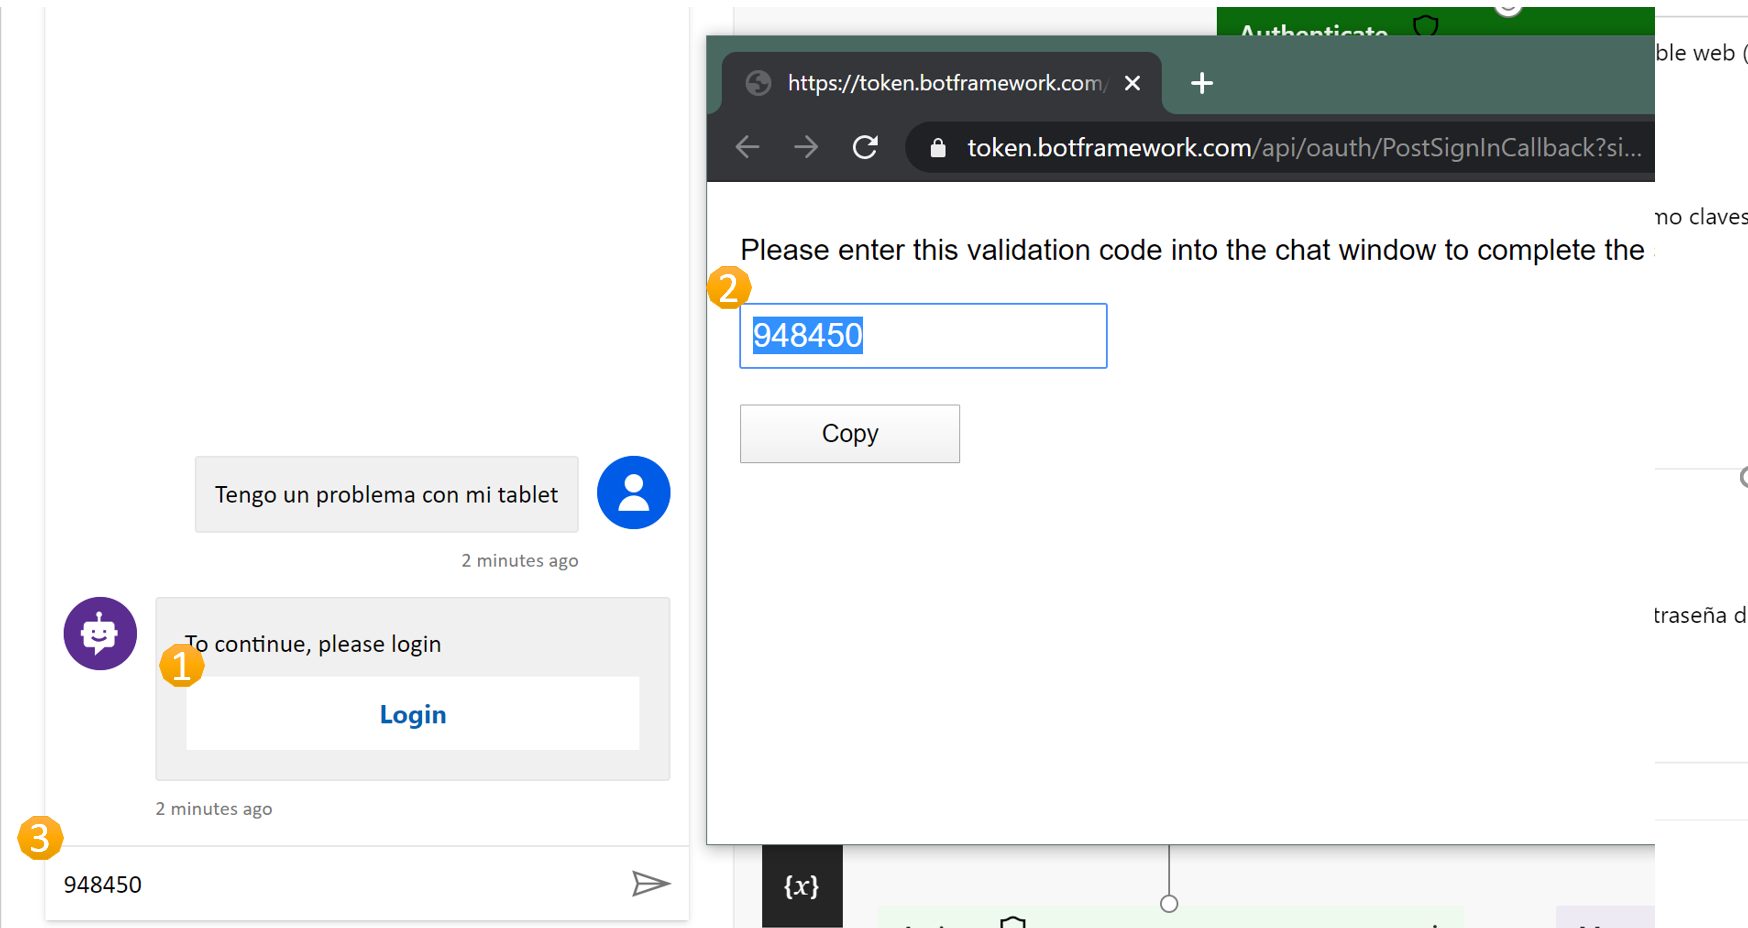 Authenticate
ble web (
https://token.botframework.com/
token.botframework.com/api/oauth/PostSignInCallback?si...
mo claves
Please enter this validation code into the chat window to complete the
2
948450
Copy
Tengo un problema con mi tablet
2 minutes ago
To continue, please login
1
Login
traseña d
2 minutes ago
3
948450
{x}